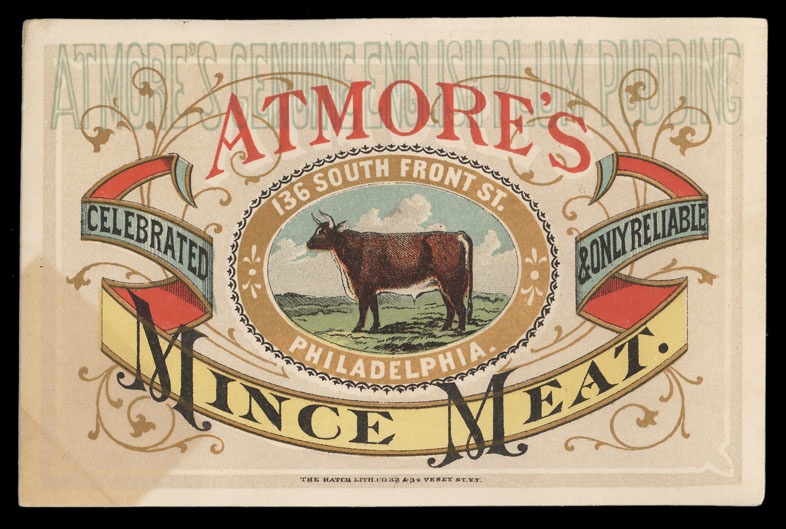 ATMORE'S GENUINE ENGLISH PLUM PUDDING
ATMORE'S
136 SOUTH FRONT ST.
PHILADELPHIA.
CELEBRATED
& ONLY RELIABLE
MINCE MEAT.
THE HATCH LITH. CO. 32 & 34 VESEY ST. N.Y.